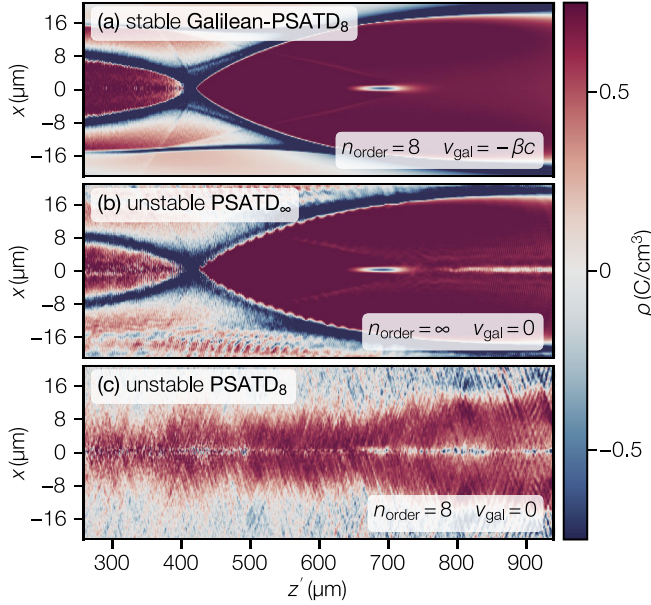 (a) stable Galilean-PSATD₈
16
8
0
-8
-16
x (μm)
n_order = 8 v_gal = −βc
(b) unstable PSATD∞
16
8
0
-8
-16
x (μm)
n_order = ∞ v_gal = 0
(c) unstable PSATD₈
16
8
0
-8
-16
x (μm)
n_order = 8 v_gal = 0
300 400 500 600 700 800 900
z′ (μm)
0.5
0
-0.5
ρ (C/cm³)